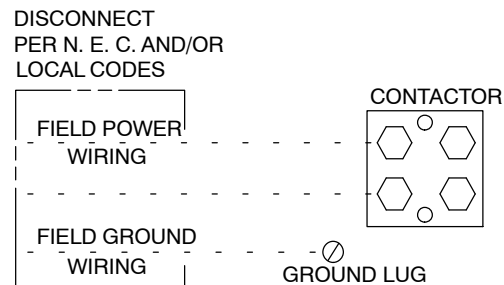 DISCONNECT
PER N. E. C. AND/OR
LOCAL CODES
CONTACTOR
FIELD POWER
WIRING
FIELD GROUND
WIRING
GROUND LUG